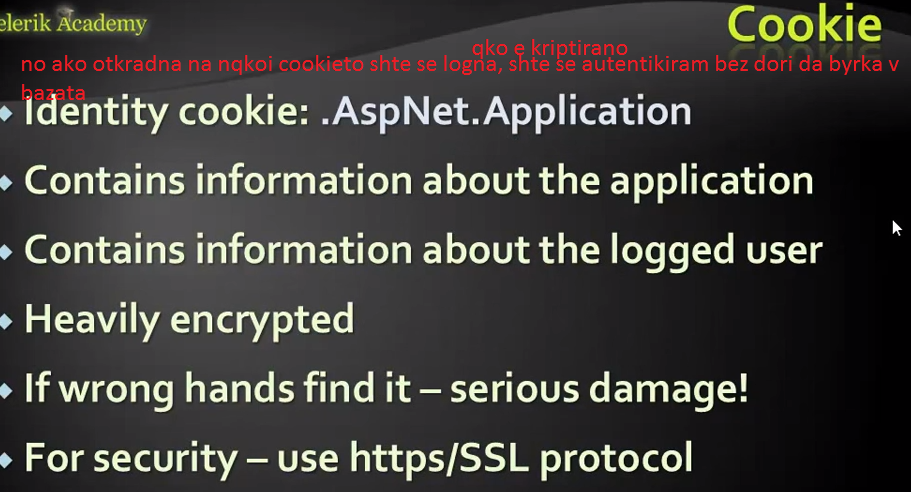 elerik Academy
Cookie
qko e kriptirano
no ako otkradna na nqkoi cookieto shte se logna, shte se autentikiram bez dori da byrka v
bazata
Identity cookie: .AspNet.Application
Contains information about the application
Contains information about the logged user
Heavily encrypted
If wrong hands find it – serious damage!
For security – use https/SSL protocol